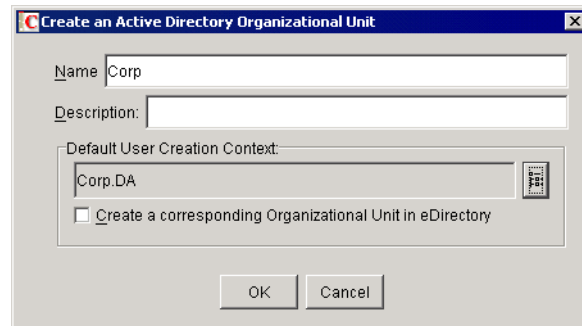 Create an Active Directory Organizational Unit
Name Corp
Description:
Default User Creation Context:
Corp.DA
Create a corresponding Organizational Unit in eDirectory
OK Cancel